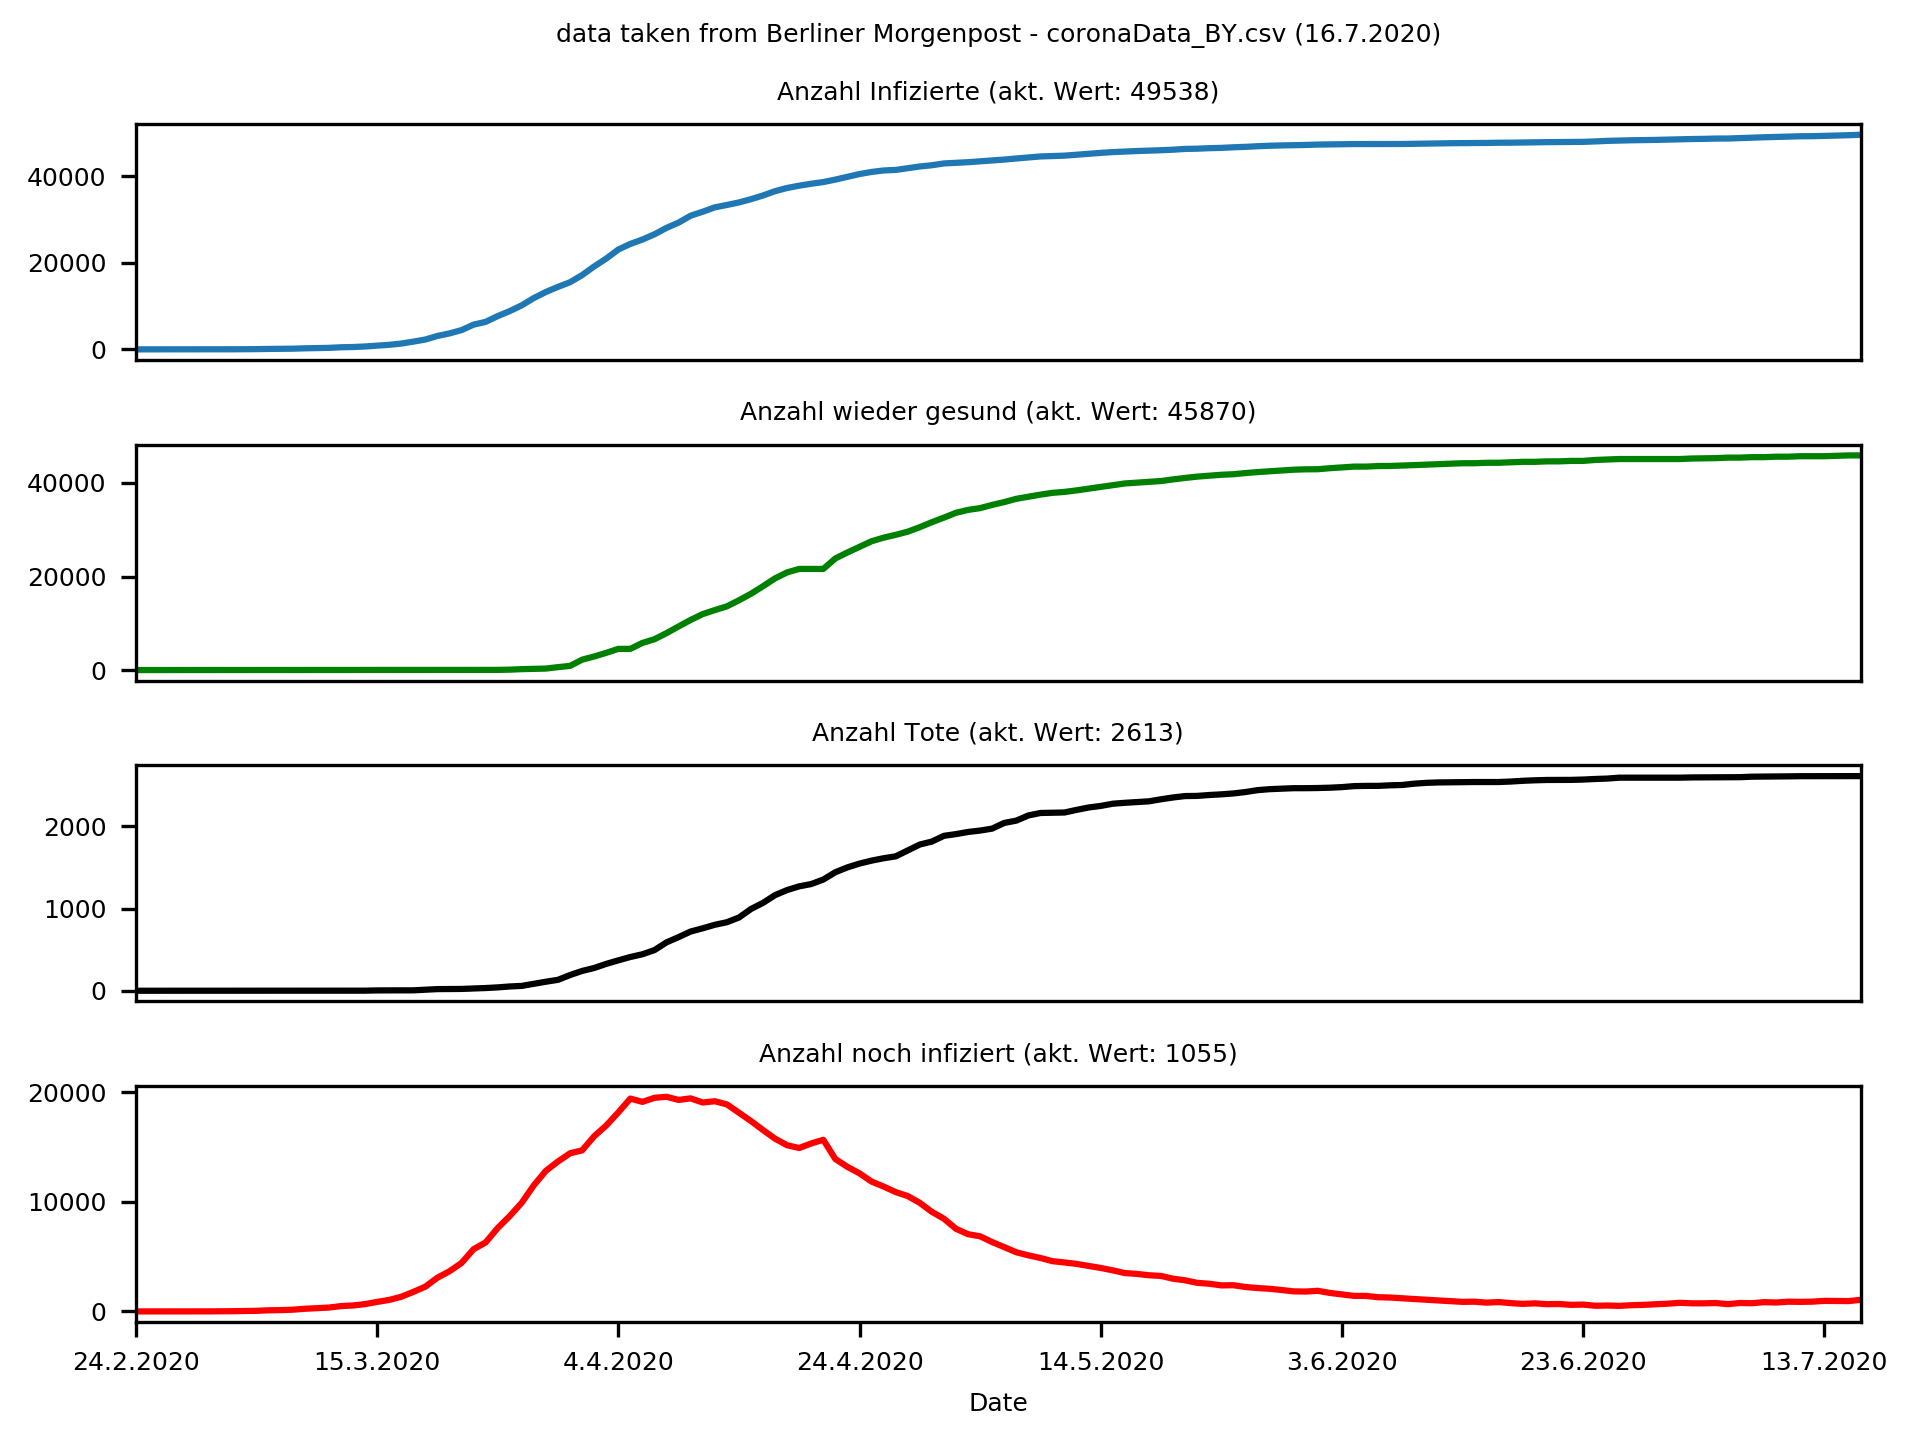 data taken from Berliner Morgenpost - coronaData_BY.csv (16.7.2020)
Anzahl Infizierte (akt. Wert: 49538)
40000
20000
0
Anzahl wieder gesund (akt. Wert: 45870)
40000
20000
0
Anzahl Tote (akt. Wert: 2613)
2000
1000
0
Anzahl noch infiziert (akt. Wert: 1055)
20000
10000
0
24.2.2020 15.3.2020 4.4.2020 24.4.2020 14.5.2020 3.6.2020 23.6.2020 13.7.2020
Date